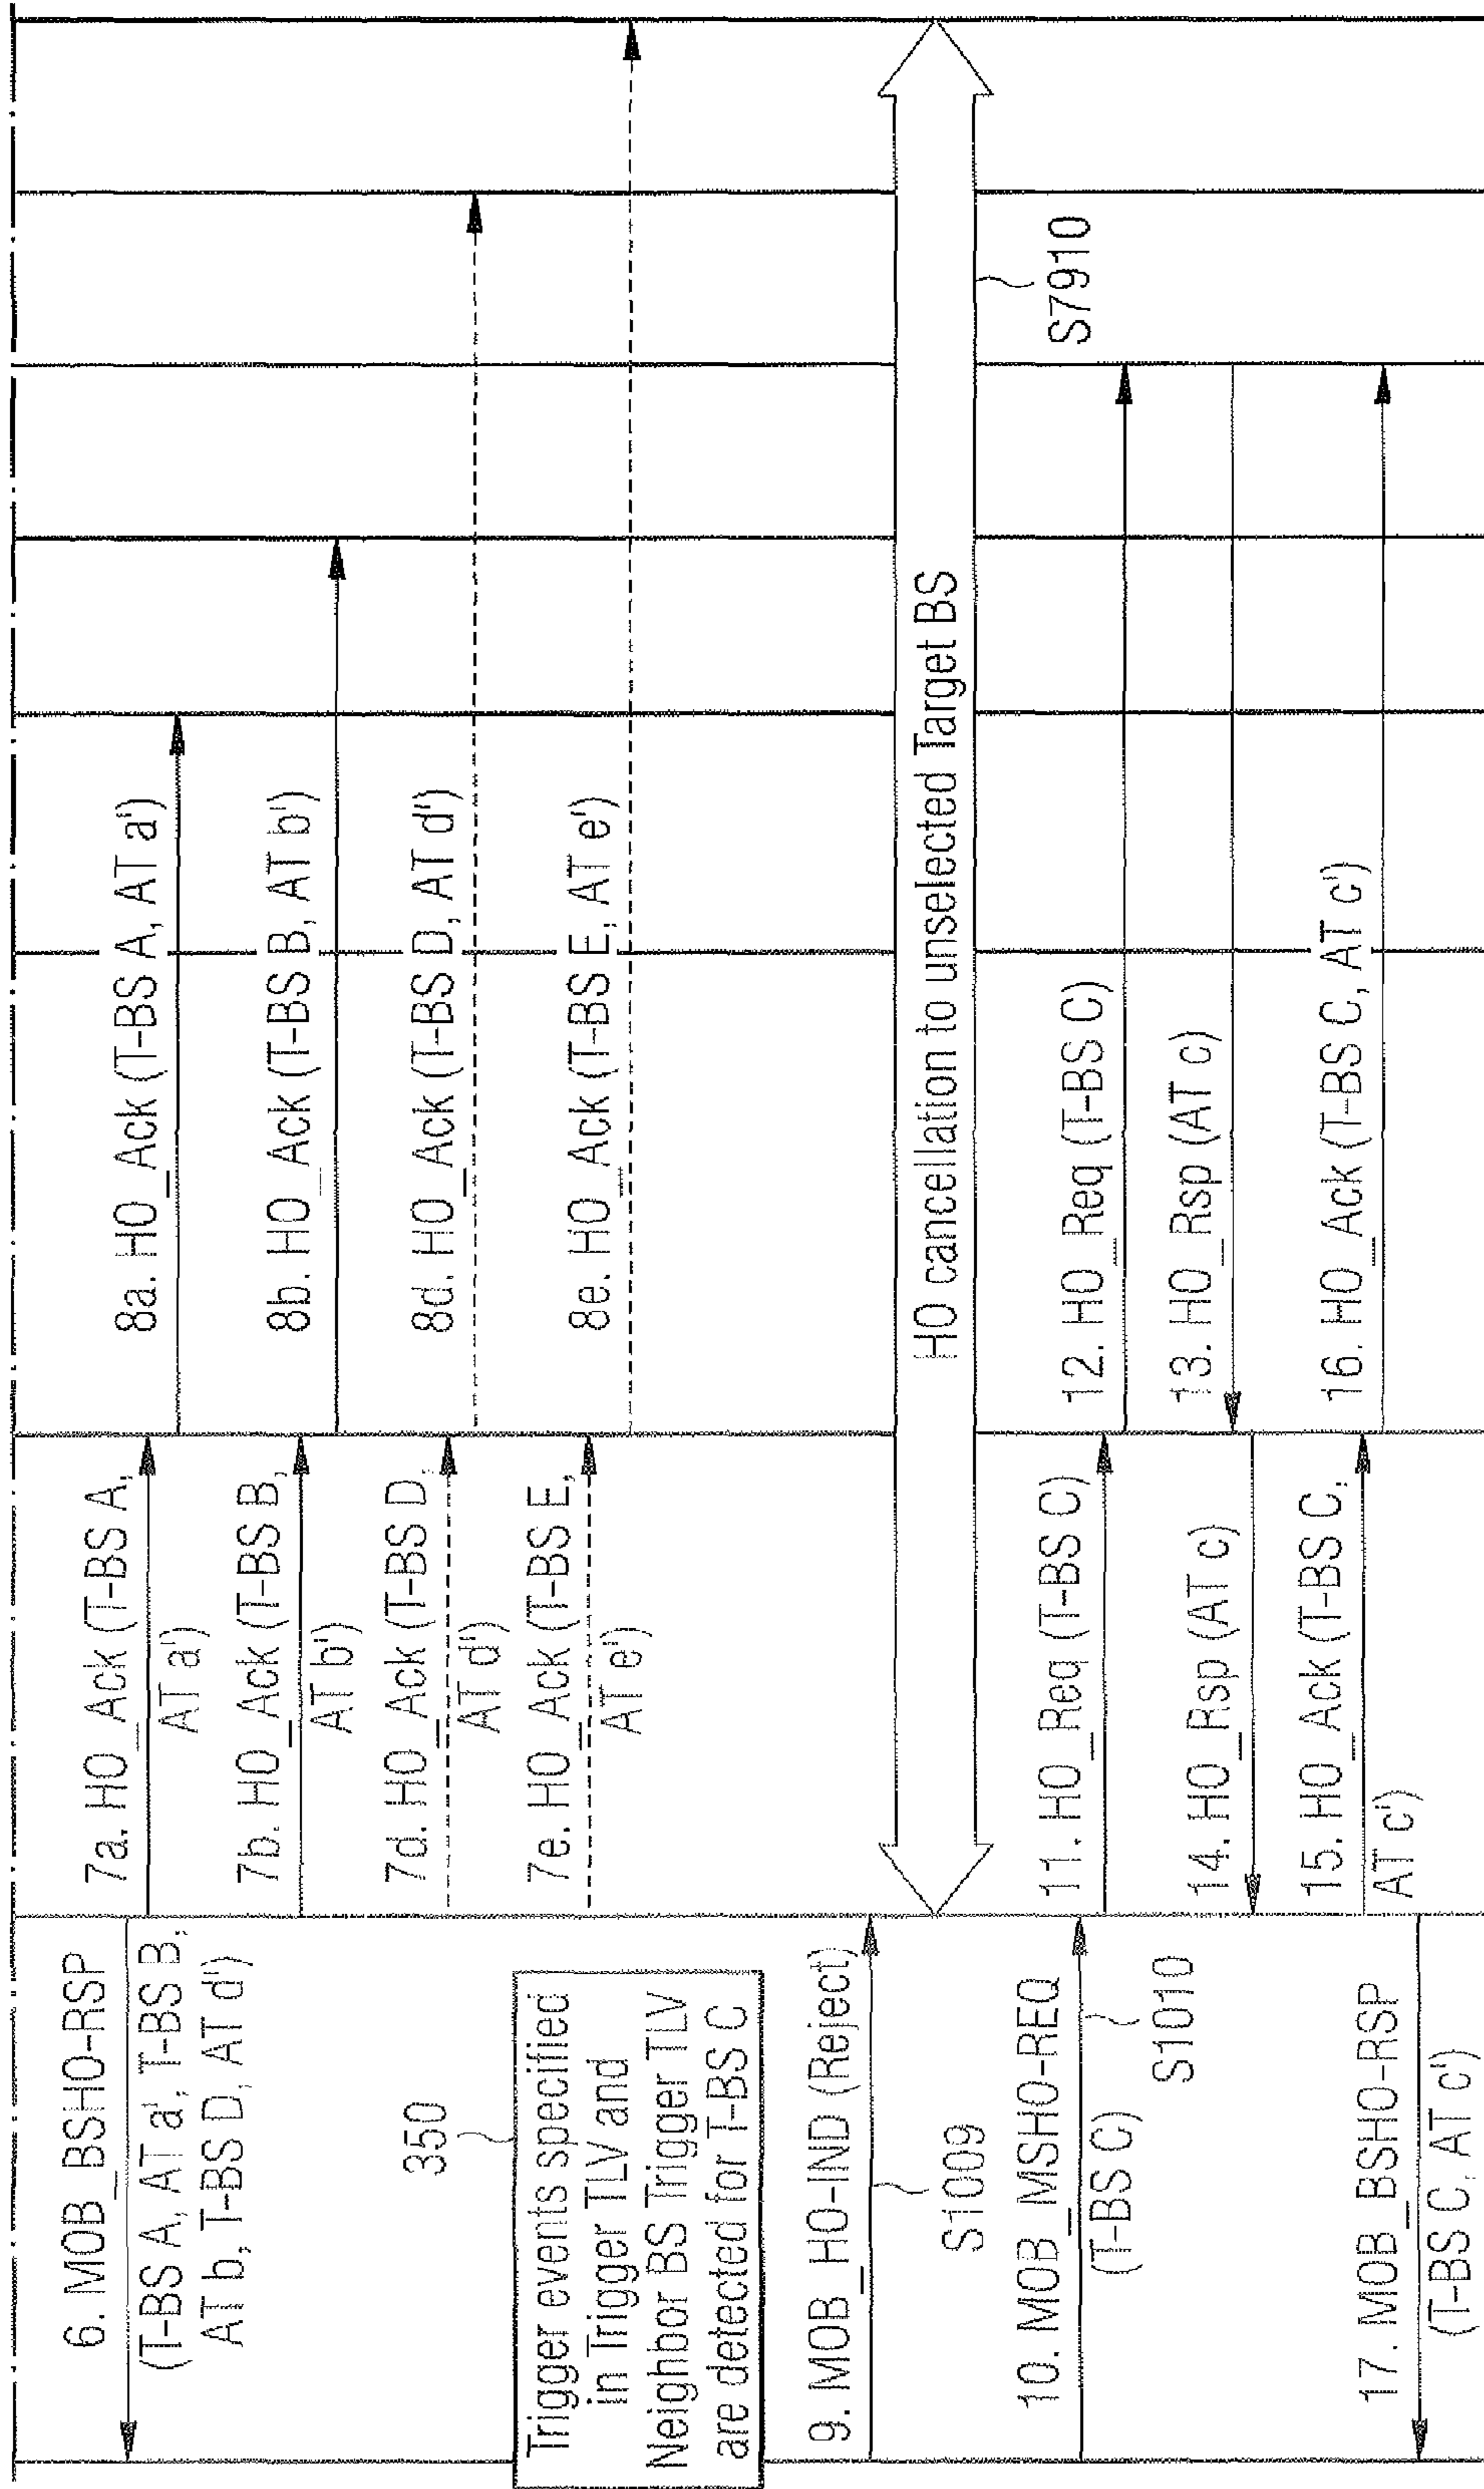 6. MOB_BSHO-RSP
(T-BS A, AT a', T-BS B,
AT b, T-BS D, AT d')
7a. HO_Ack (T-BS A,
AT a')
8a. HO_Ack (T-BS A, AT a')
7b. HO_Ack (T-BS B,
AT b')
8b. HO_Ack (T-BS B, AT b')
7d. HO_Ack (T-BS D,
AT d')
8d. HO_Ack (T-BS D, AT d')
7e. HO_Ack (T-BS E,
AT e')
8e. HO_Ack (T-BS E, AT e')
350
Trigger events specified
in Trigger TLV and
Neighbor BS Trigger TLV
are detected for T-BS C
9. MOB_HO-IND (Reject)
S1009
HO cancellation to unselected Target BS
S7910
10. MOB_MSHO-REQ
(T-BS C)
S1010
11. HO_Req (T-BS C)
12. HO_Req (T-BS C)
13. HO_Rsp (AT c)
14. HO_Rsp (AT c)
15. HO_Ack (T-BS C,
AT c')
16. HO_Ack (T-BS C, AT c')
17. MOB_BSHO-RSP
(T-BS C, AT c')